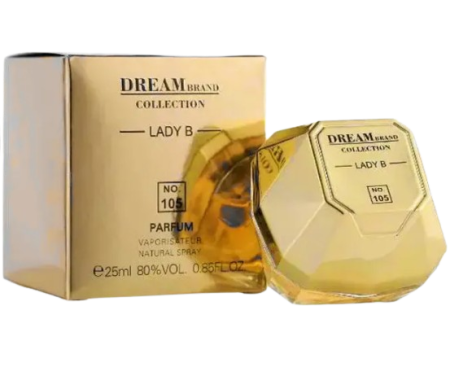 DREAM BRAND
COLLECTION
LADY B
NO.
105
PARFUM
VAPORISATEUR
NATURAL SPRAY
℮25ml 80%VOL. 0.85FL.OZ
DREAM BRAND
COLLECTION
LADY B
NO.
105